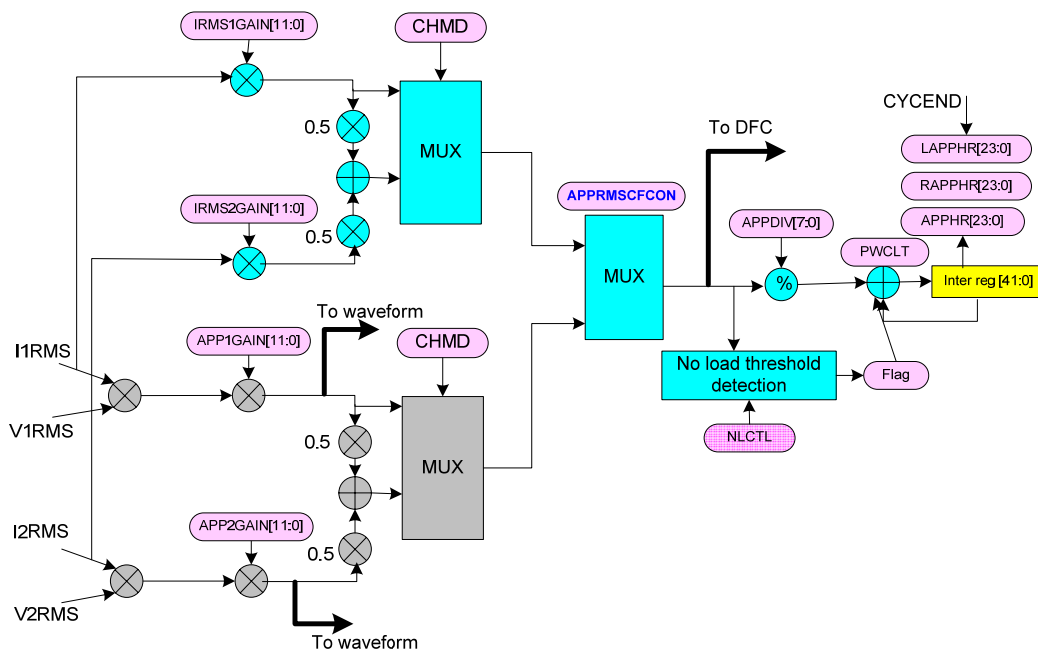 IRMS1GAIN[11:0]
CHMD
CYCEND
0.5
MUX
To DFC
LAPPHR[23:0]
RAPPHR[23:0]
IRMS2GAIN[11:0]
0.5
APPRMSCFCON
APPDIV[7:0]
APPHR[23:0]
PWCLT
MUX
%
Inter reg [41:0]
To waveform
I1RMS
APP1GAIN[11:0]
CHMD
No load threshold
detection
Flag
V1RMS
0.5
MUX
NLCTL
I2RMS
APP2GAIN[11:0]
0.5
V2RMS
To waveform